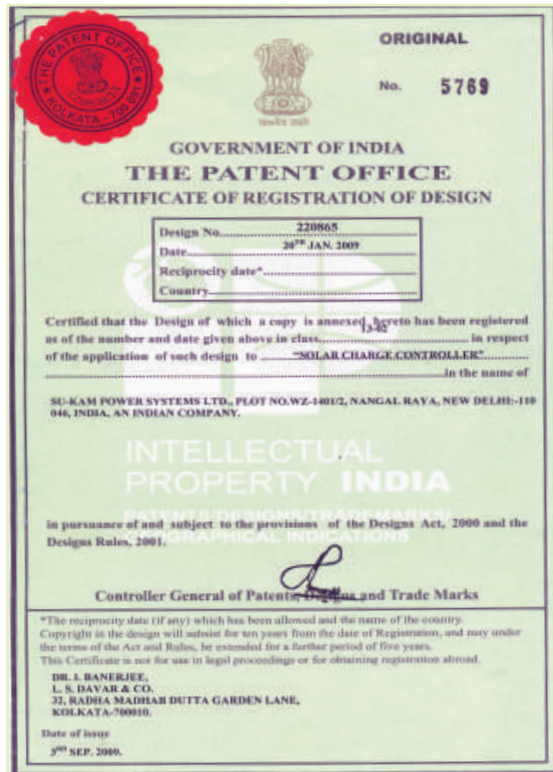 THE PATENT OFFICE
KOLKATA - 700 091
सत्यमेव जयते
ORIGINAL
No. 5769
GOVERNMENT OF INDIA
THE PATENT OFFICE
CERTIFICATE OF REGISTRATION OF DESIGN
Design No. 220865
Date 20TH JAN. 2009
Reciprocity date*
Country
Certified that the Design of which a copy is annexed hereto has been registered
as of the number and date given above in class 13-02 in respect
of the application of such design to "SOLAR CHARGE CONTROLLER"
in the name of
SU-KAM POWER SYSTEMS LTD., PLOT NO.WZ-1401/2, NANGAL RAYA, NEW DELHI:-110
046, INDIA, AN INDIAN COMPANY.
INTELLECTUAL
PROPERTY INDIA
PATENTS/DESIGNS/TRADEMARKS/
GEOGRAPHICAL INDICATIONS
in pursuance of and subject to the provisions of the Designs Act, 2000 and the
Designs Rules, 2001.
Controller General of Patents, Designs and Trade Marks
*The reciprocity date (if any) which has been allowed and the name of the country.
Copyright in the design will subsist for ten years from the date of Registration, and may under
the terms of the Act and Rules, be extended for a further period of five years.
This Certificate is not for use in legal proceedings or for obtaining registration abroad.
DR. I. BANERJEE,
L. S. DAVAR & CO.
32, RADHA MADHAB DUTTA GARDEN LANE,
KOLKATA-700010.
Date of issue
3RD SEP. 2009.